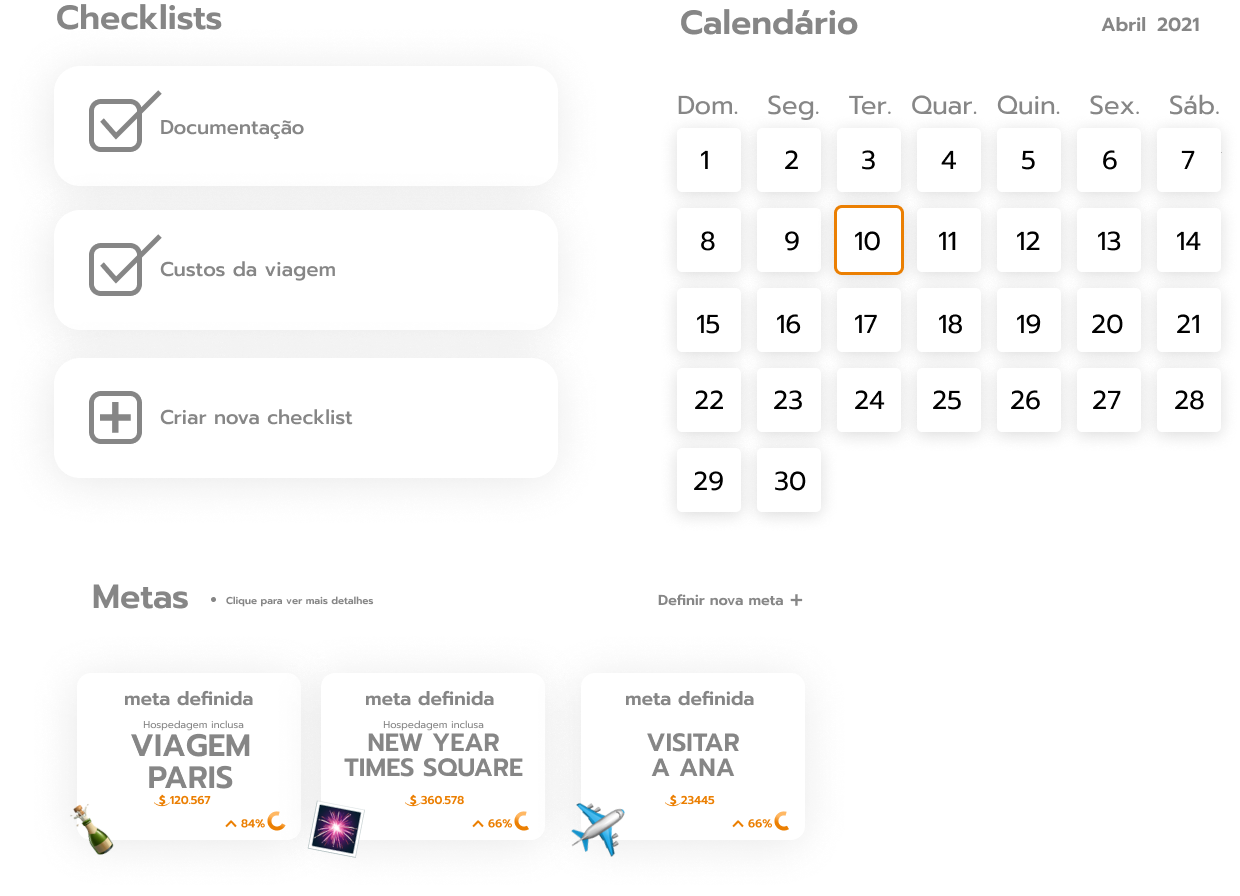 Checklists
Documentação
Custos da viagem
Criar nova checklist
Calendário
Abril 2021
Dom. Seg. Ter. Quar. Quin. Sex. Sáb.
1 2 3 4 5 6 7
8 9 10 11 12 13 14
15 16 17 18 19 20 21
22 23 24 25 26 27 28
29 30
Metas • Clique para ver mais detalhes
Definir nova meta +
meta definida
Hospedagem inclusa
VIAGEM
PARIS
$ 120.567
84%
meta definida
Hospedagem inclusa
NEW YEAR
TIMES SQUARE
$ 360.578
66%
meta definida
VISITAR
A ANA
$ 23445
66%